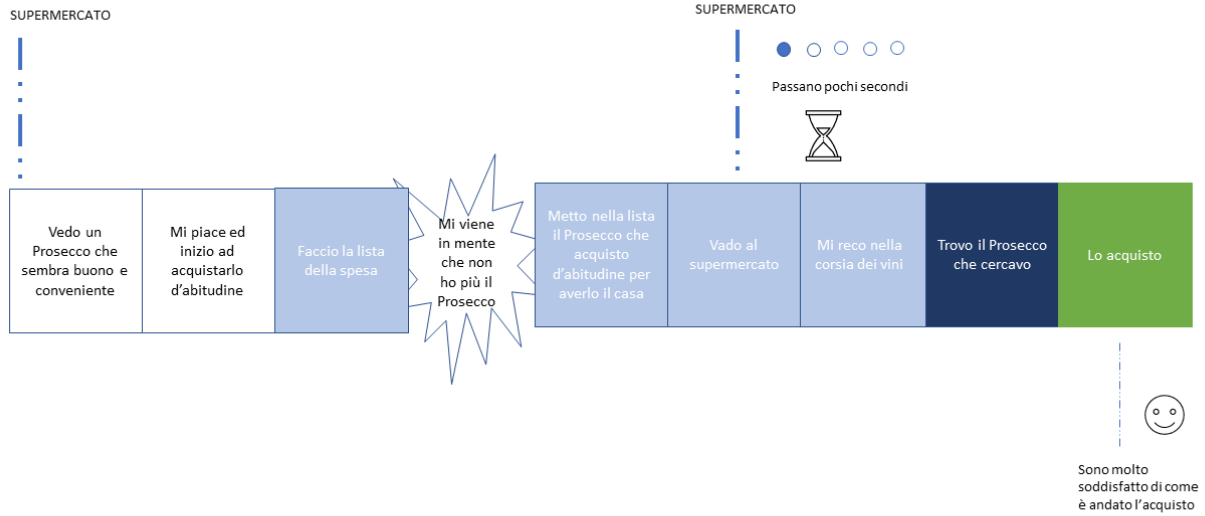 SUPERMERCATO
SUPERMERCATO
Passano pochi secondi
Vedo un
Prosecco che
sembra buono e
conveniente
Mi piace ed
inizio ad
acquistarlo
d'abitudine
Faccio la lista
della spesa
Mi viene
in mente
che non
ho più il
Prosecco
Metto nella lista
il Prosecco che
acquisto
d'abitudine per
averlo il casa
Vado al
supermercato
Mi reco nella
corsia dei vini
Trovo il Prosecco
che cercavo
Lo acquisto
Sono molto
soddisfatto di come
è andato l'acquisto